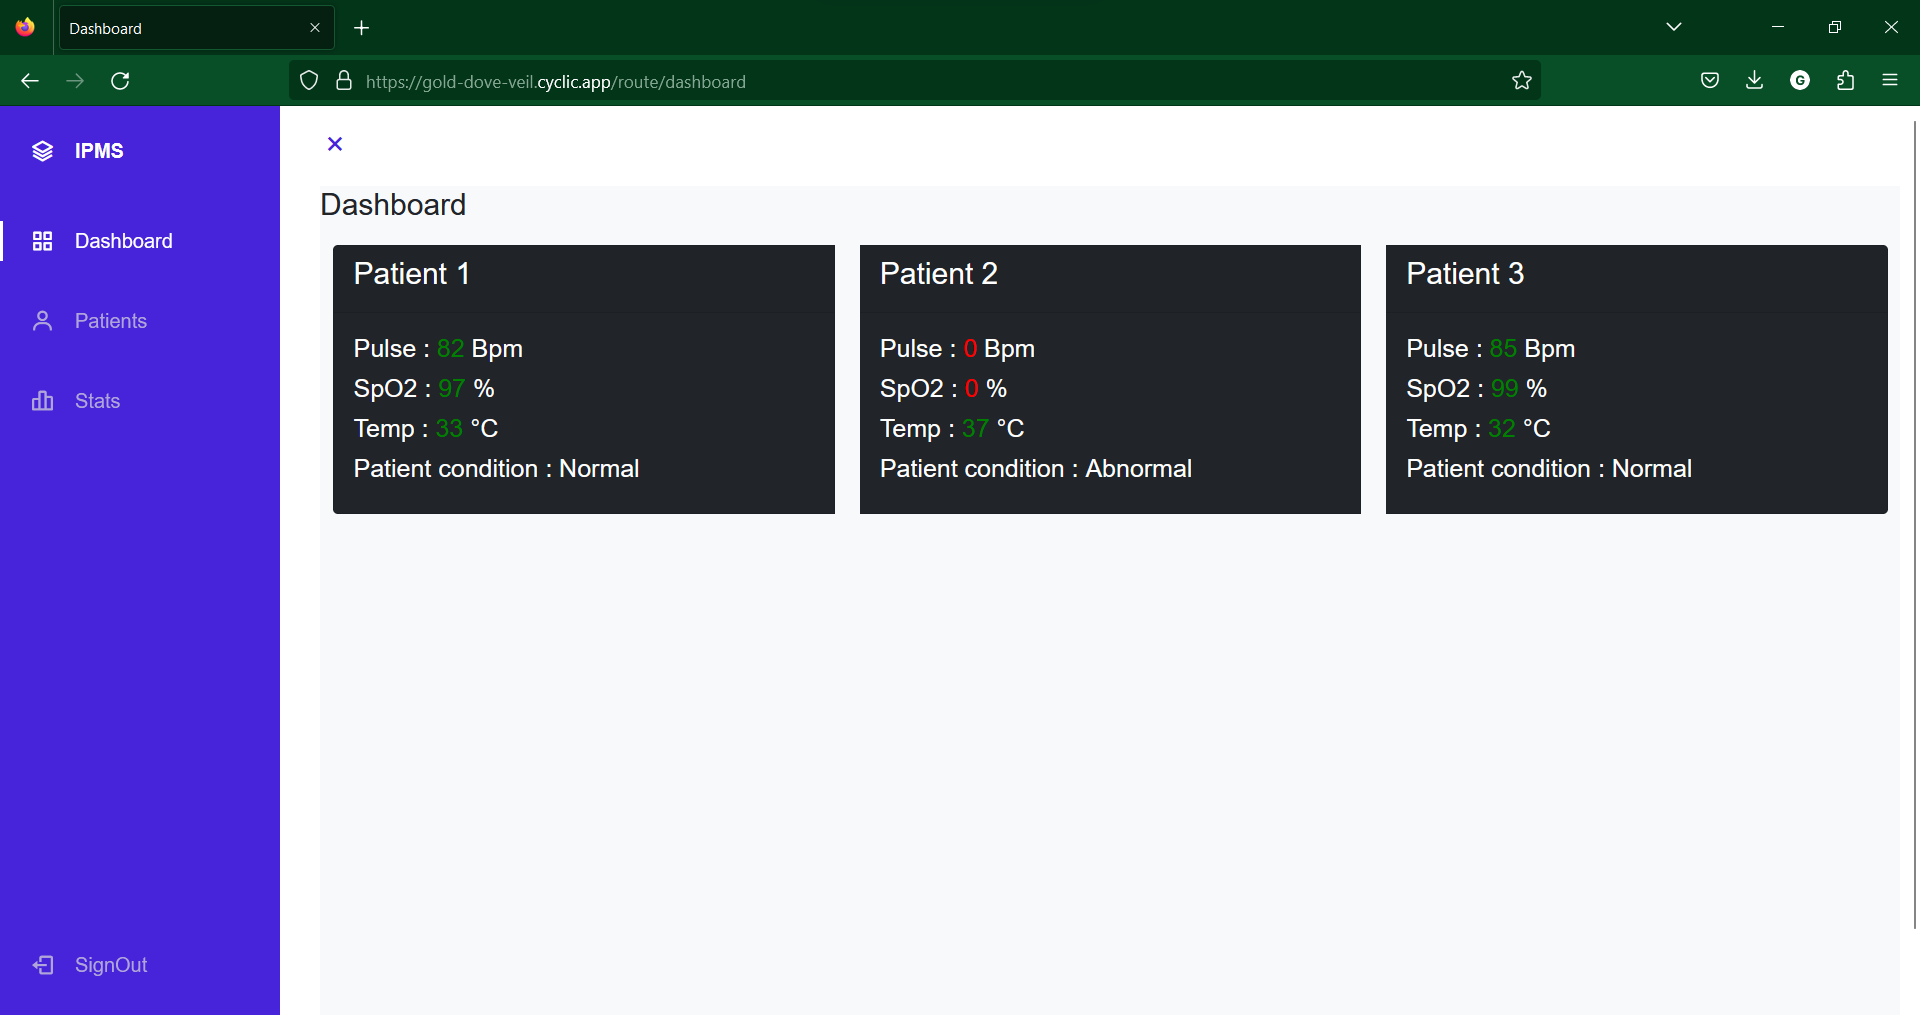 Dashboard
https://gold-dove-veil.cyclic.app/route/dashboard
G
IPMS
Dashboard
Patients
Stats
SignOut
Dashboard
Patient 1
Pulse : 82 Bpm
SpO2 : 97 %
Temp : 33 °C
Patient condition : Normal
Patient 2
Pulse : 0 Bpm
SpO2 : 0 %
Temp : 37 °C
Patient condition : Abnormal
Patient 3
Pulse : 85 Bpm
SpO2 : 99 %
Temp : 32 °C
Patient condition : Normal